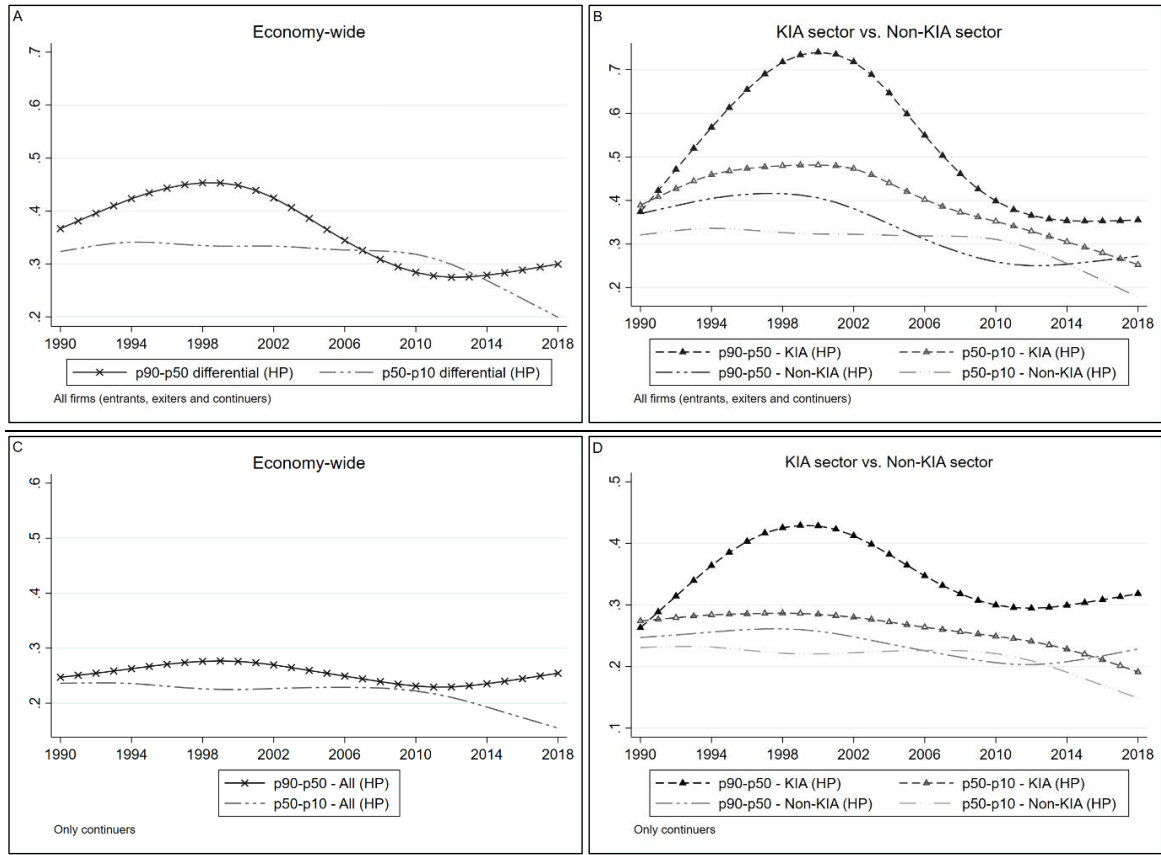 A
Economy-wide
.7
.6
.5
.4
.3
.2
1990 1994 1998 2002 2006 2010 2014 2018
p90-p50 differential (HP) p50-p10 differential (HP)
All firms (entrants, exiters and continuers)
B
KIA sector vs. Non-KIA sector
.7
.6
.5
.4
.3
.2
1990 1994 1998 2002 2006 2010 2014 2018
p90-p50 - KIA (HP) p50-p10 - KIA (HP)
p90-p50 - Non-KIA (HP) p50-p10 - Non-KIA (HP)
All firms (entrants, exiters and continuers)
C
Economy-wide
.6
.5
.4
.3
.2
1990 1994 1998 2002 2006 2010 2014 2018
p90-p50 - All (HP)
p50-p10 - All (HP)
Only continuers
D
KIA sector vs. Non-KIA sector
.5
.4
.3
.2
.1
1990 1994 1998 2002 2006 2010 2014 2018
p90-p50 - KIA (HP) p50-p10 - KIA (HP)
p90-p50 - Non-KIA (HP) p50-p10 - Non-KIA (HP)
Only continuers